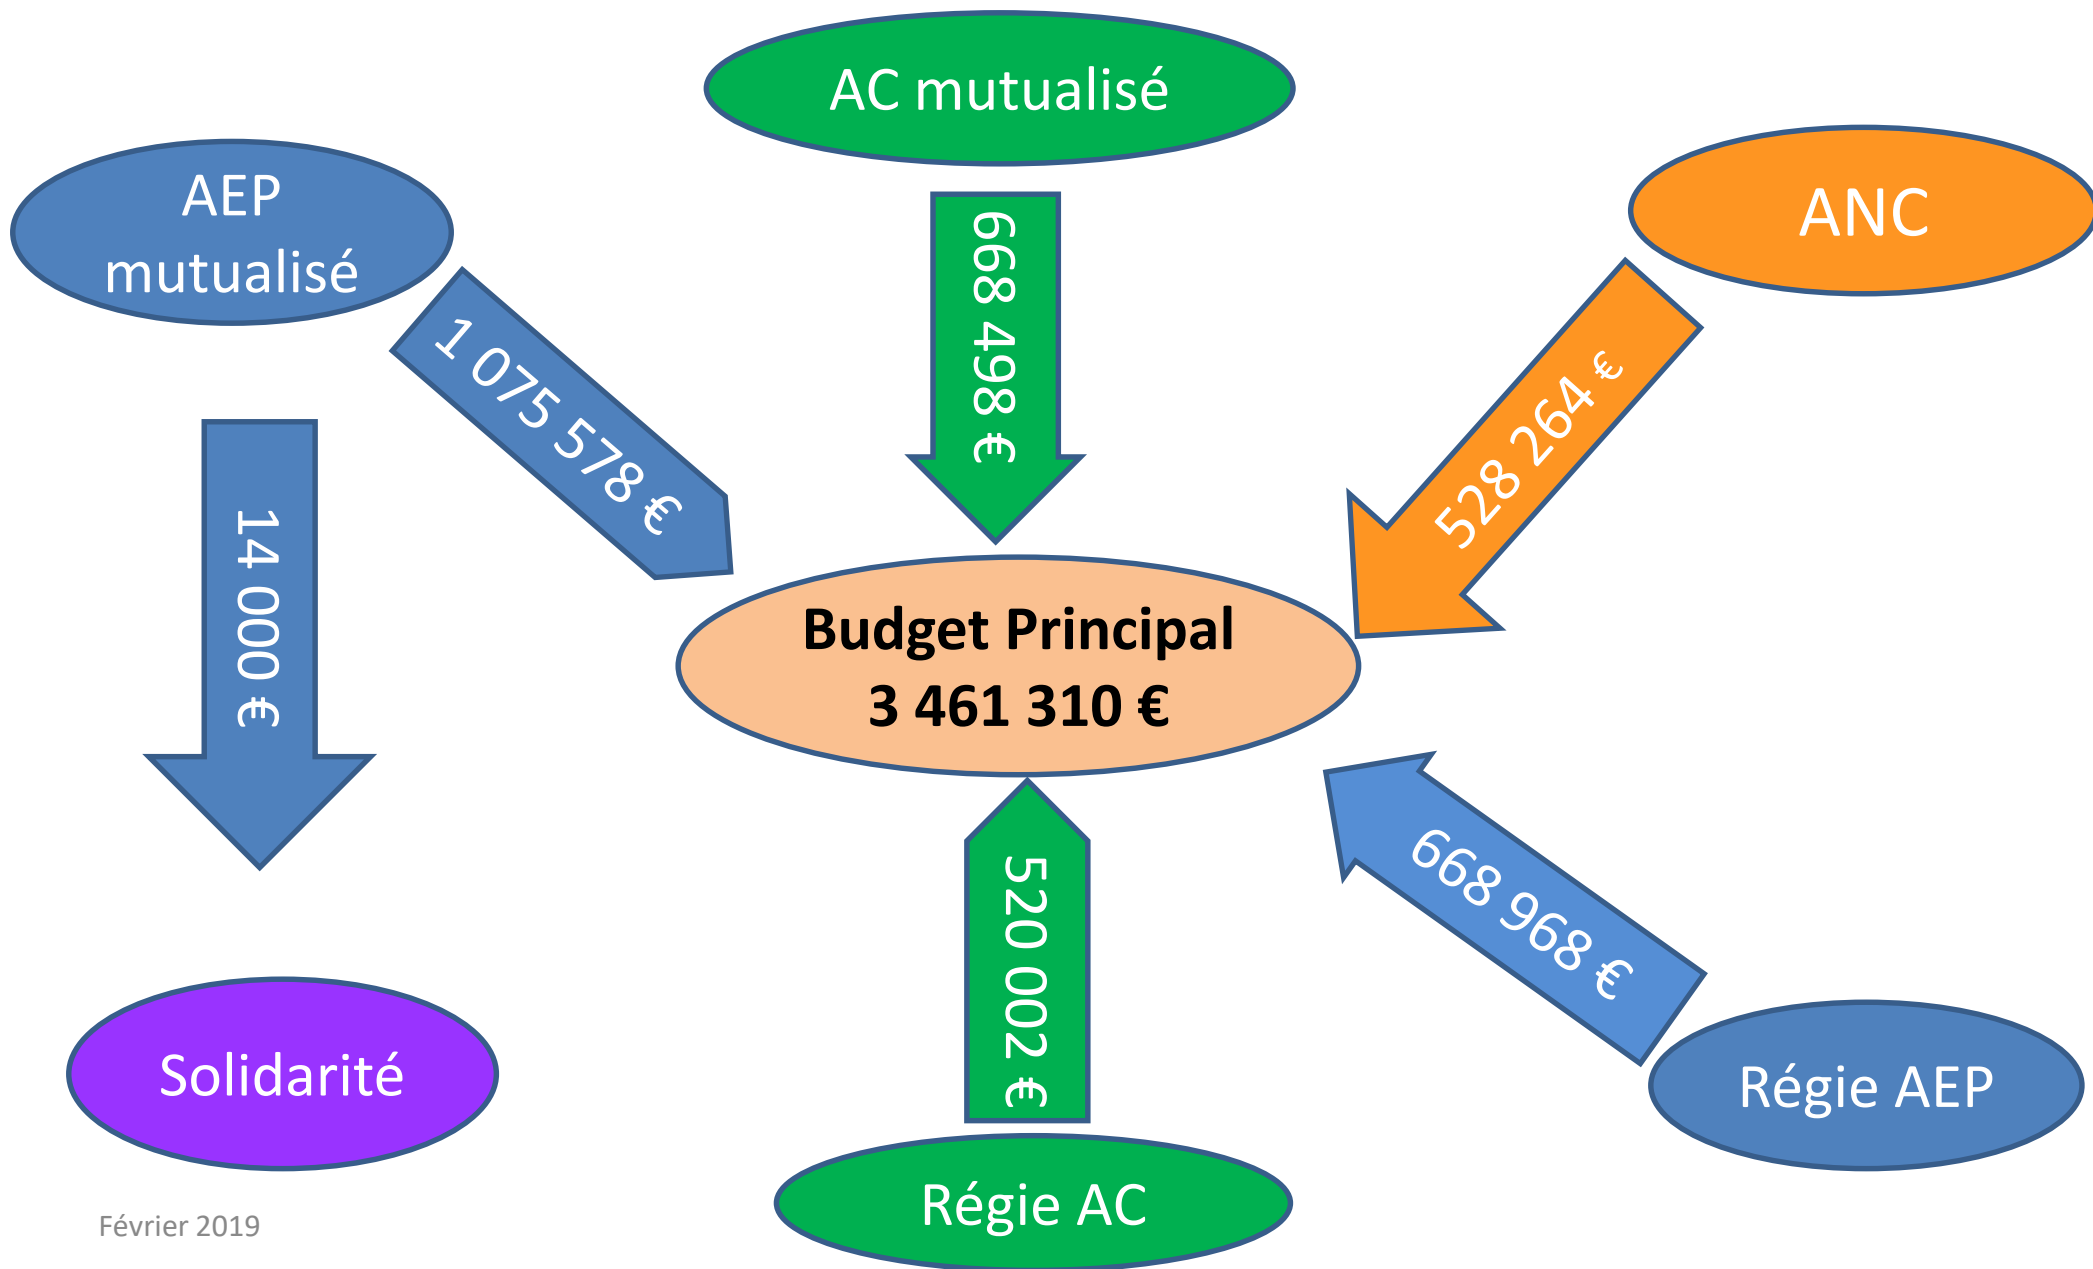 AC mutualisé
AEP
mutualisé
ANC
668 498 €
1 075 578 €
528 264 €
14 000 €
Budget Principal
3 461 310 €
668 968 €
520 002 €
Solidarité
Régie AEP
Régie AC
Février 2019